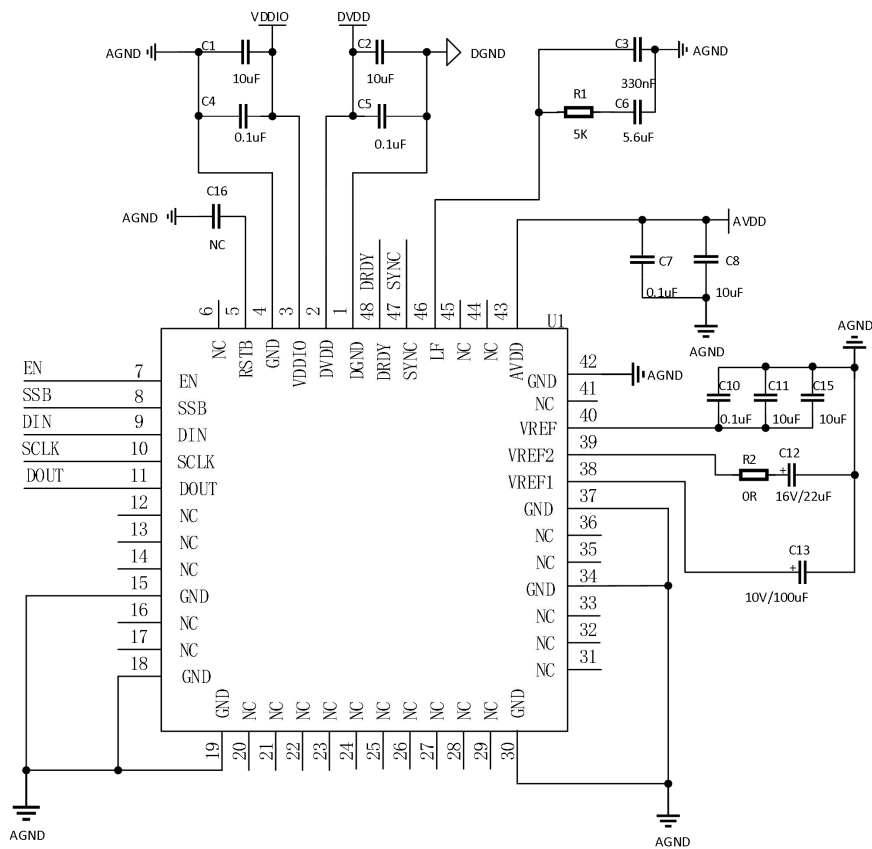 VDDIO
DVDD
AGND
C1
10uF
C4
0.1uF
C2
10uF
C5
0.1uF
DGND
C3
330nF
AGND
R1
5K
C6
5.6uF
C16
AGND
NC
DRDY
SYNC
AVDD
C7
0.1uF
C8
10uF
AGND
6 5 4 3 2 1 48 47 46 45 44 43
U1
NC RSTB GND VDDIO DVDD DGND DRDY SYNC LF NC NC AVDD
EN 7 EN
SSB 8 SSB
DIN 9 DIN
SCLK 10 SCLK
DOUT 11 DOUT
12 NC
13 NC
14 NC
15 GND
16 NC
17 NC
18 GND
GND 42 AGND
NC 41
VREF 40
VREF2 39
VREF1 38
GND 37
NC 36
NC 35
GND 34
NC 33
NC 32
NC 31
AGND
C10
0.1uF
C11
10uF
C15
10uF
R2
0R
C12
+
16V/22uF
C13
+
10V/100uF
GND NC NC NC NC NC NC NC NC NC NC GND
19 20 21 22 23 24 25 26 27 28 29 30
AGND
AGND